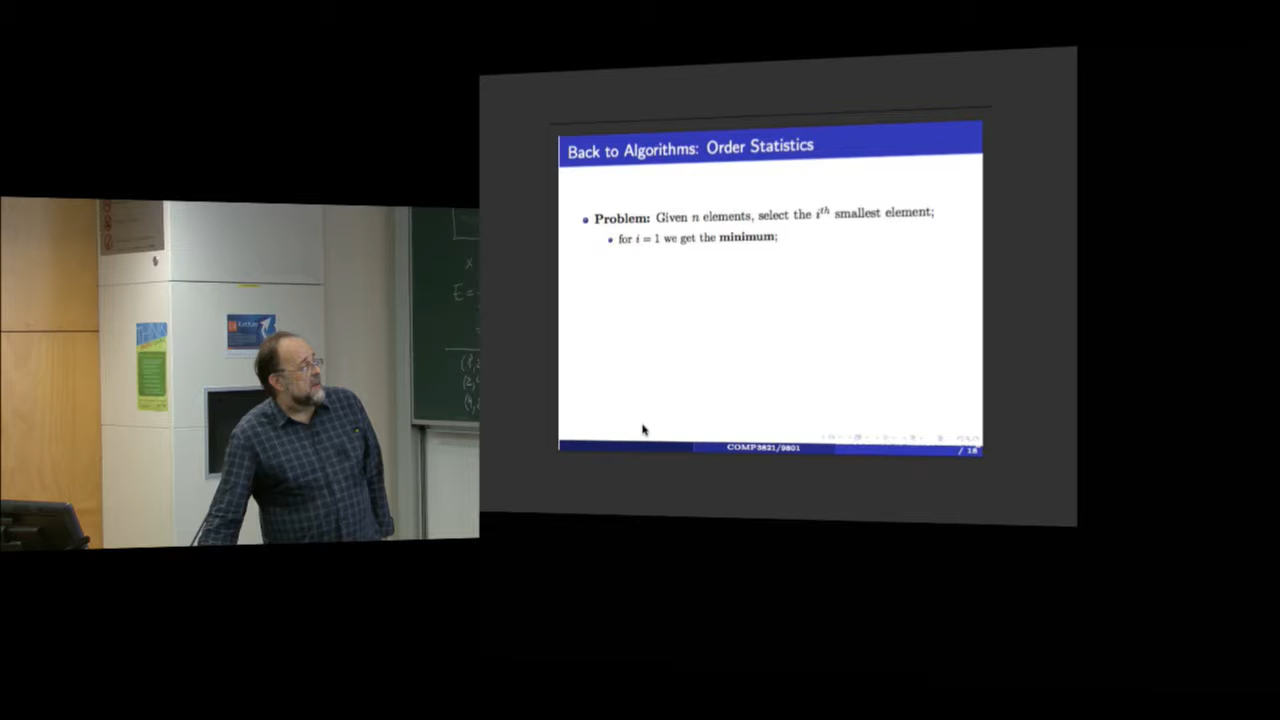 Back to Algorithms: Order Statistics
Problem: Given n elements, select the i^th smallest element;
for i = 1 we get the minimum;
COMP3821/9801
/ 18
x
E=